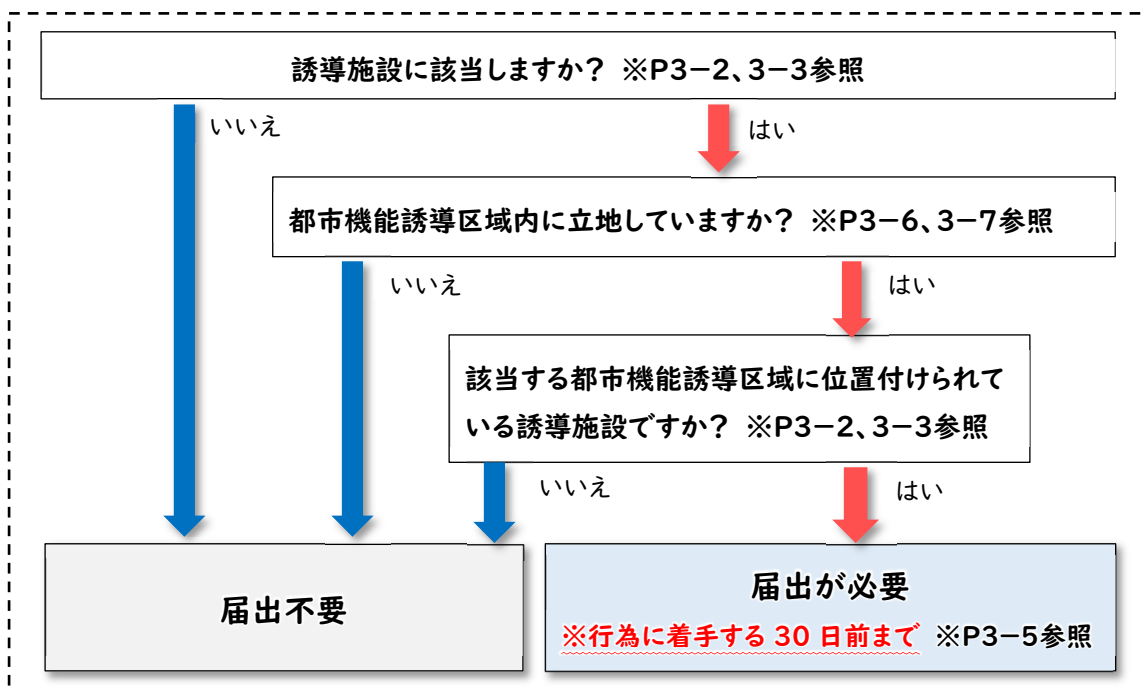 誘導施設に該当しますか? ※P3-2、3-3参照
いいえ
はい
都市機能誘導区域内に立地していますか? ※P3-6、3-7参照
いいえ
はい
該当する都市機能誘導区域に位置付けられて
いる誘導施設ですか? ※P3-2、3-3参照
いいえ
はい
届出不要
届出が必要
※行為に着手する 30 日前まで ※P3-5参照